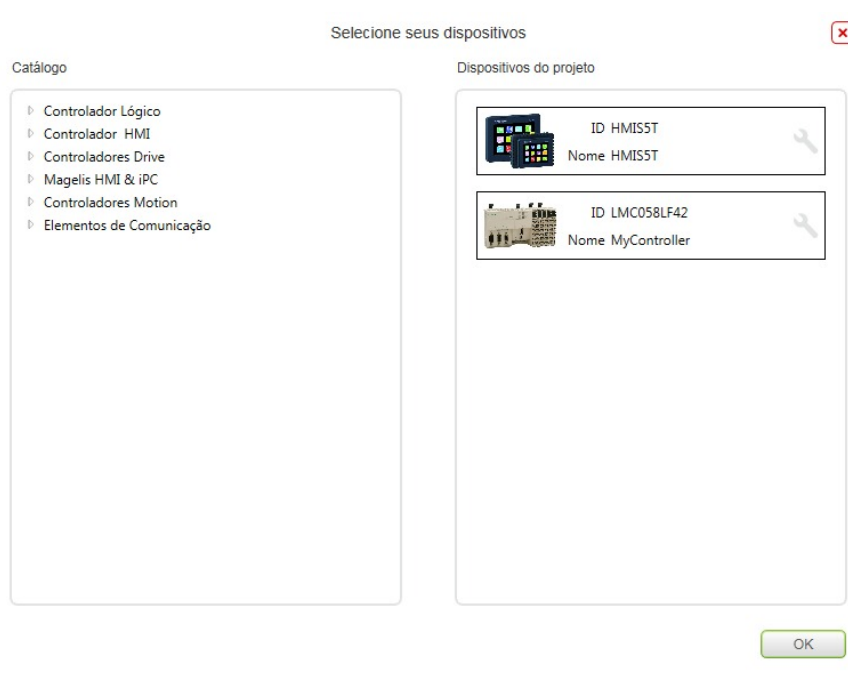 Selecione seus dispositivos
Catálogo
Controlador Lógico
Controlador HMI
Controladores Drive
Magelis HMI & iPC
Controladores Motion
Elementos de Comunicação
Dispositivos do projeto
ID HMIS5T
Nome HMIS5T
ID LMC058LF42
Nome MyController
OK